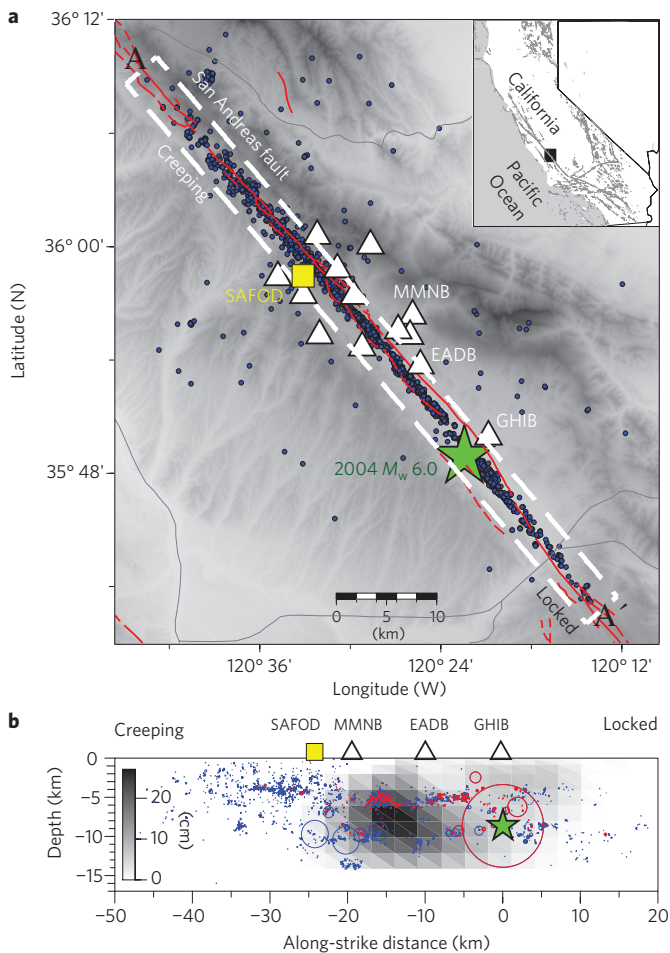 a
36° 12'
36° 00'
35° 48'
Latitude (N)
A
San Andreas fault
Creeping
California
Pacific
Ocean
SAFOD
MMNB
EADB
GHIB
2004 Mw 6.0
0 5 10
(km)
Locked
A'
120° 36' 120° 24' 120° 12'
Longitude (W)
b
Creeping SAFOD MMNB EADB GHIB Locked
0
−5
−10
−15
Depth (km)
20
0
(cm)
−50 −40 −30 −20 −10 0 10 20
Along-strike distance (km)